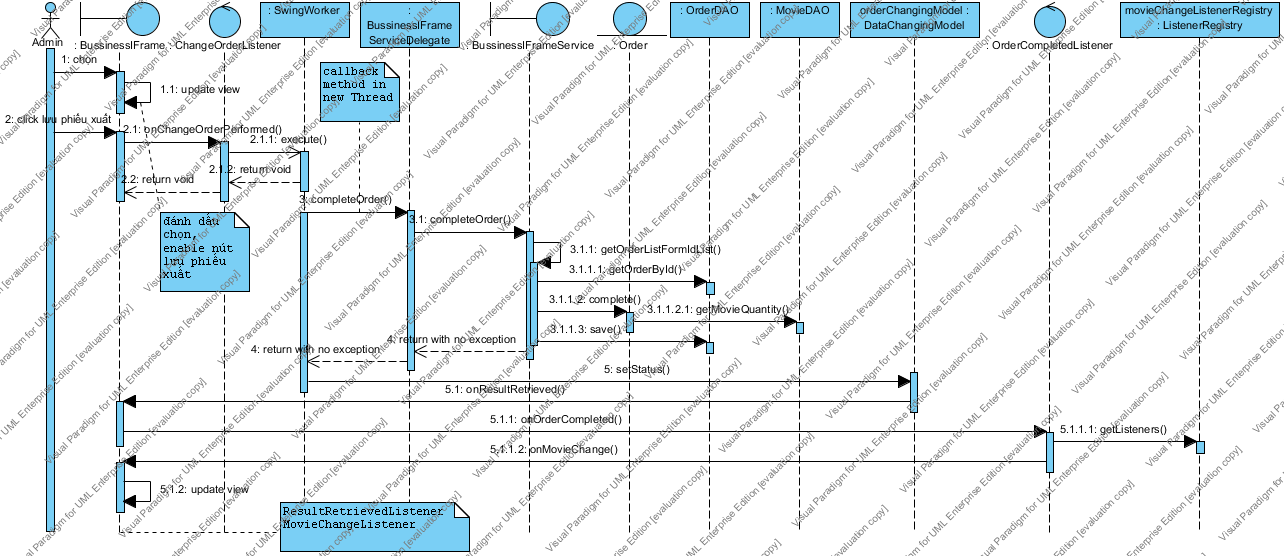 : SwingWorker
:
BussinessIFrame
ServiceDelegate
: OrderDAO
: MovieDAO
orderChangingModel :
DataChangingModel
movieChangeListenerRegistry
: ListenerRegistry
Admin
: BussinessIFrame
: ChangeOrderListener
: BussinessIFrameService
: Order
: OrderCompletedListener
callback
method in
new Thread
1: chọn
1.1: update view
2: click lưu phiếu xuất
2.1: onChangeOrderPerformed()
2.1.1: execute()
2.1.2: return void
2.2: return void
3: completeOrder()
3.1: completeOrder()
đánh dấu
chọn,
enable nút
lưu phiếu
xuất
3.1.1: getOrderListFormIdList()
3.1.1.1: getOrderById()
3.1.1.2: complete()
3.1.1.2.1: getMovieQuantity()
3.1.1.3: save()
4: return with no exception
4: return with no exception
5: setStatus()
5.1: onResultRetrieved()
5.1.1: onOrderCompleted()
5.1.1.1: getListeners()
5.1.1.2: onMovieChange()
5.1.2: update view
ResultRetrievedListener
MovieChangeListener
Visual Paradigm for UML Enterprise Edition [evaluation copy]